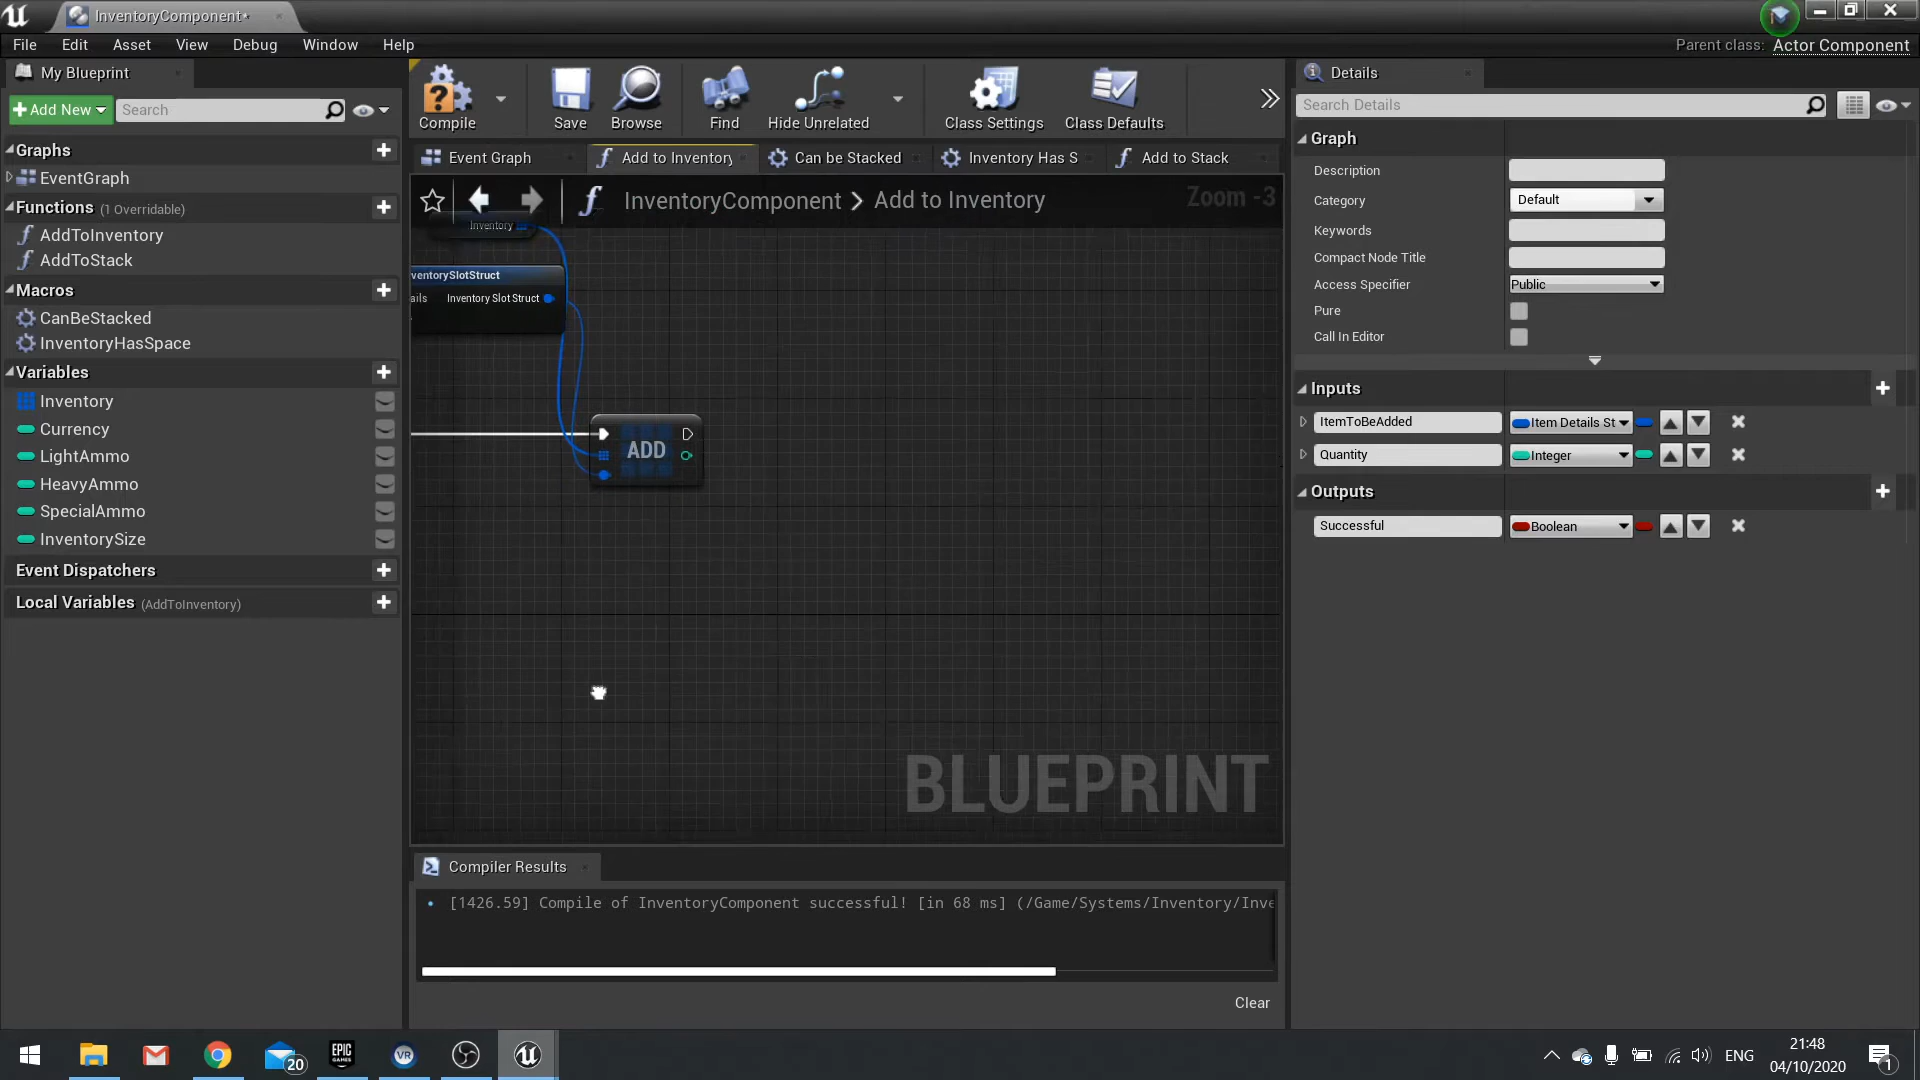 InventoryComponent*
File Edit Asset View Debug Window Help
Parent class: Actor Component
My Blueprint
Add New
Search
Graphs
EventGraph
Functions (1 Overridable)
AddToInventory
AddToStack
Macros
CanBeStacked
InventoryHasSpace
Variables
Inventory
Currency
LightAmmo
HeavyAmmo
SpecialAmmo
InventorySize
Event Dispatchers
Local Variables (AddToInventory)
Compile
Save
Browse
Find
Hide Unrelated
Class Settings
Class Defaults
Event Graph
Add to Inventory
Can be Stacked
Inventory Has S
Add to Stack
InventoryComponent > Add to Inventory
Zoom -3
Inventory
ventorySlotStruct
ails Inventory Slot Struct
ADD
BLUEPRINT
Compiler Results
[1426.59] Compile of InventoryComponent successful! [in 68 ms] (/Game/Systems/Inventory/Inve
Clear
Details
Search Details
Graph
Description
Category Default
Keywords
Compact Node Title
Access Specifier Public
Pure
Call In Editor
Inputs
ItemToBeAdded Item Details St
Quantity Integer
Outputs
Successful Boolean
20
EPIC
GAMES
VR
ENG
21:48
04/10/2020
1